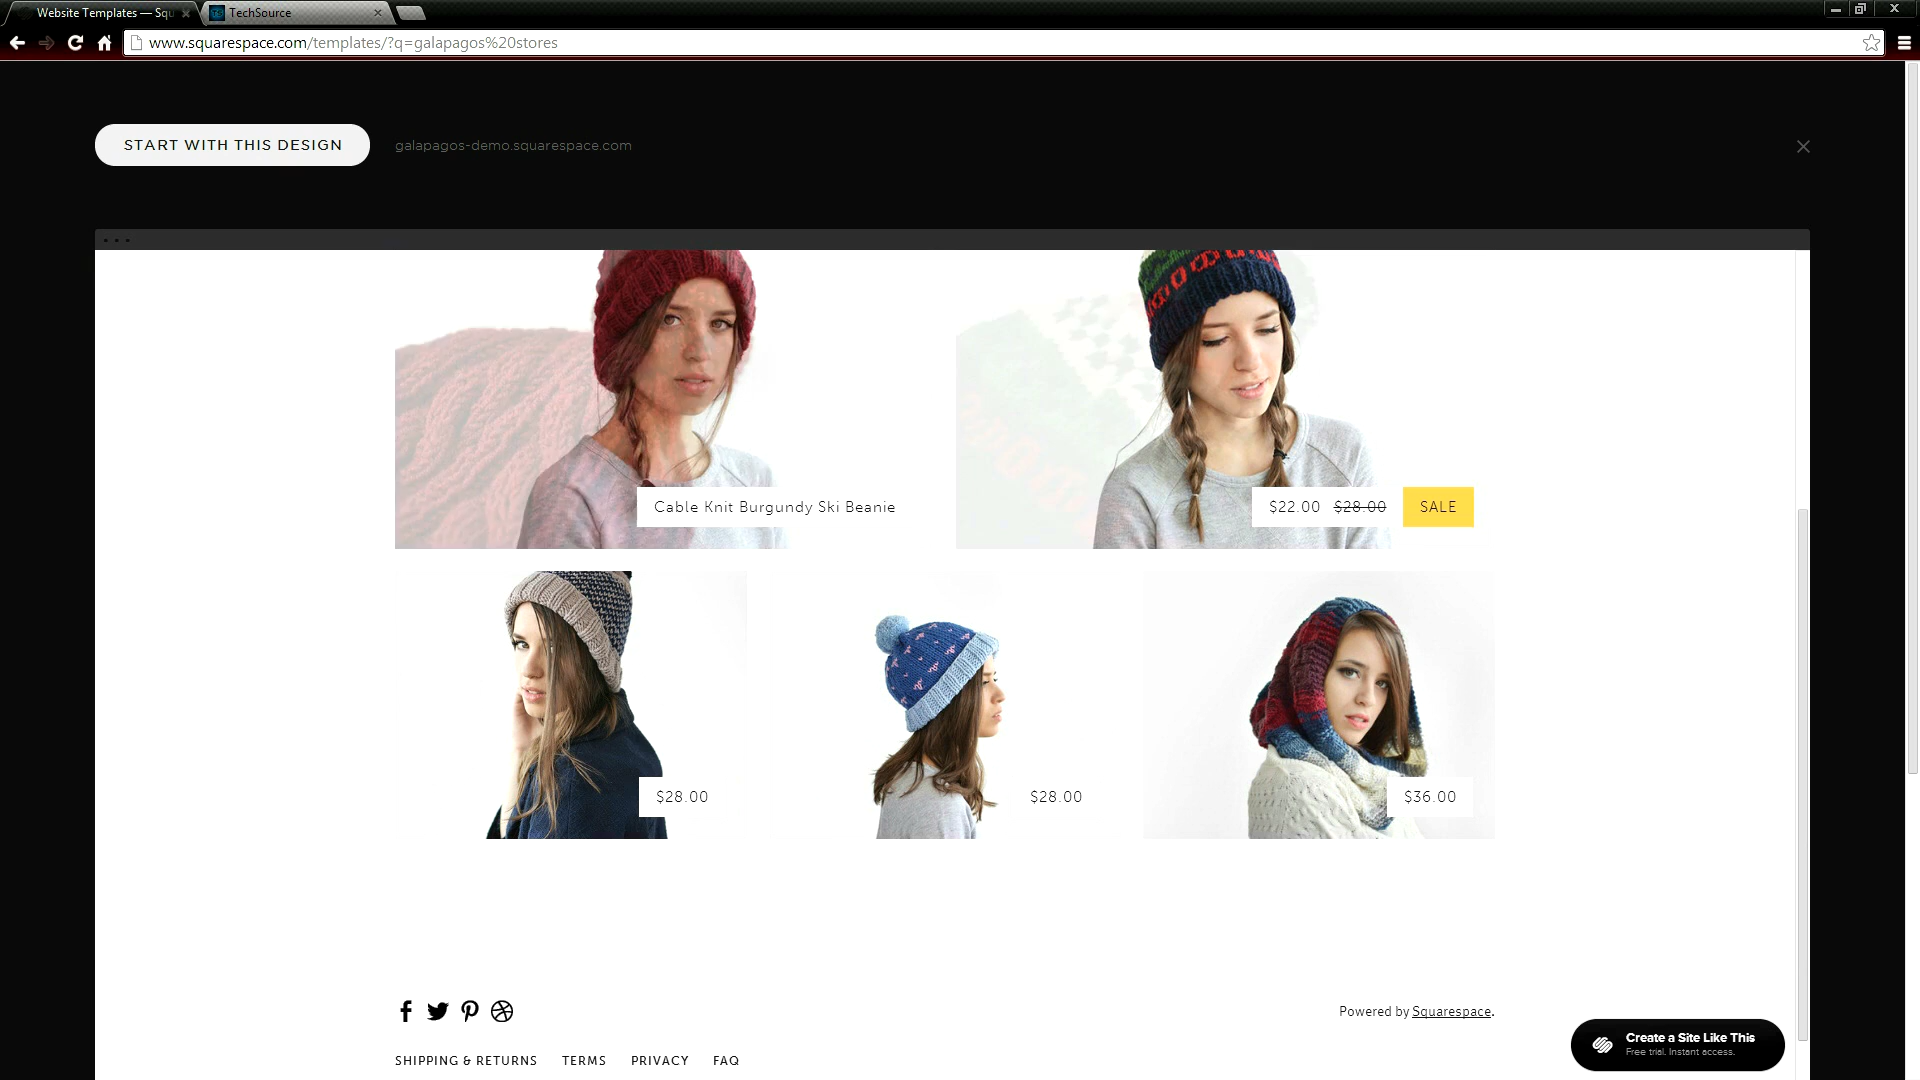 Website Templates — Squ
TechSource
www.squarespace.com/templates/?q=galapagos%20stores
START WITH THIS DESIGN
galapagos-demo.squarespace.com
Cable Knit Burgundy Ski Beanie
$22.00 $28.00 SALE
$28.00
$28.00
$36.00
Powered by Squarespace.
Create a Site Like This
Free trial. Instant access.
SHIPPING & RETURNS TERMS PRIVACY FAQ